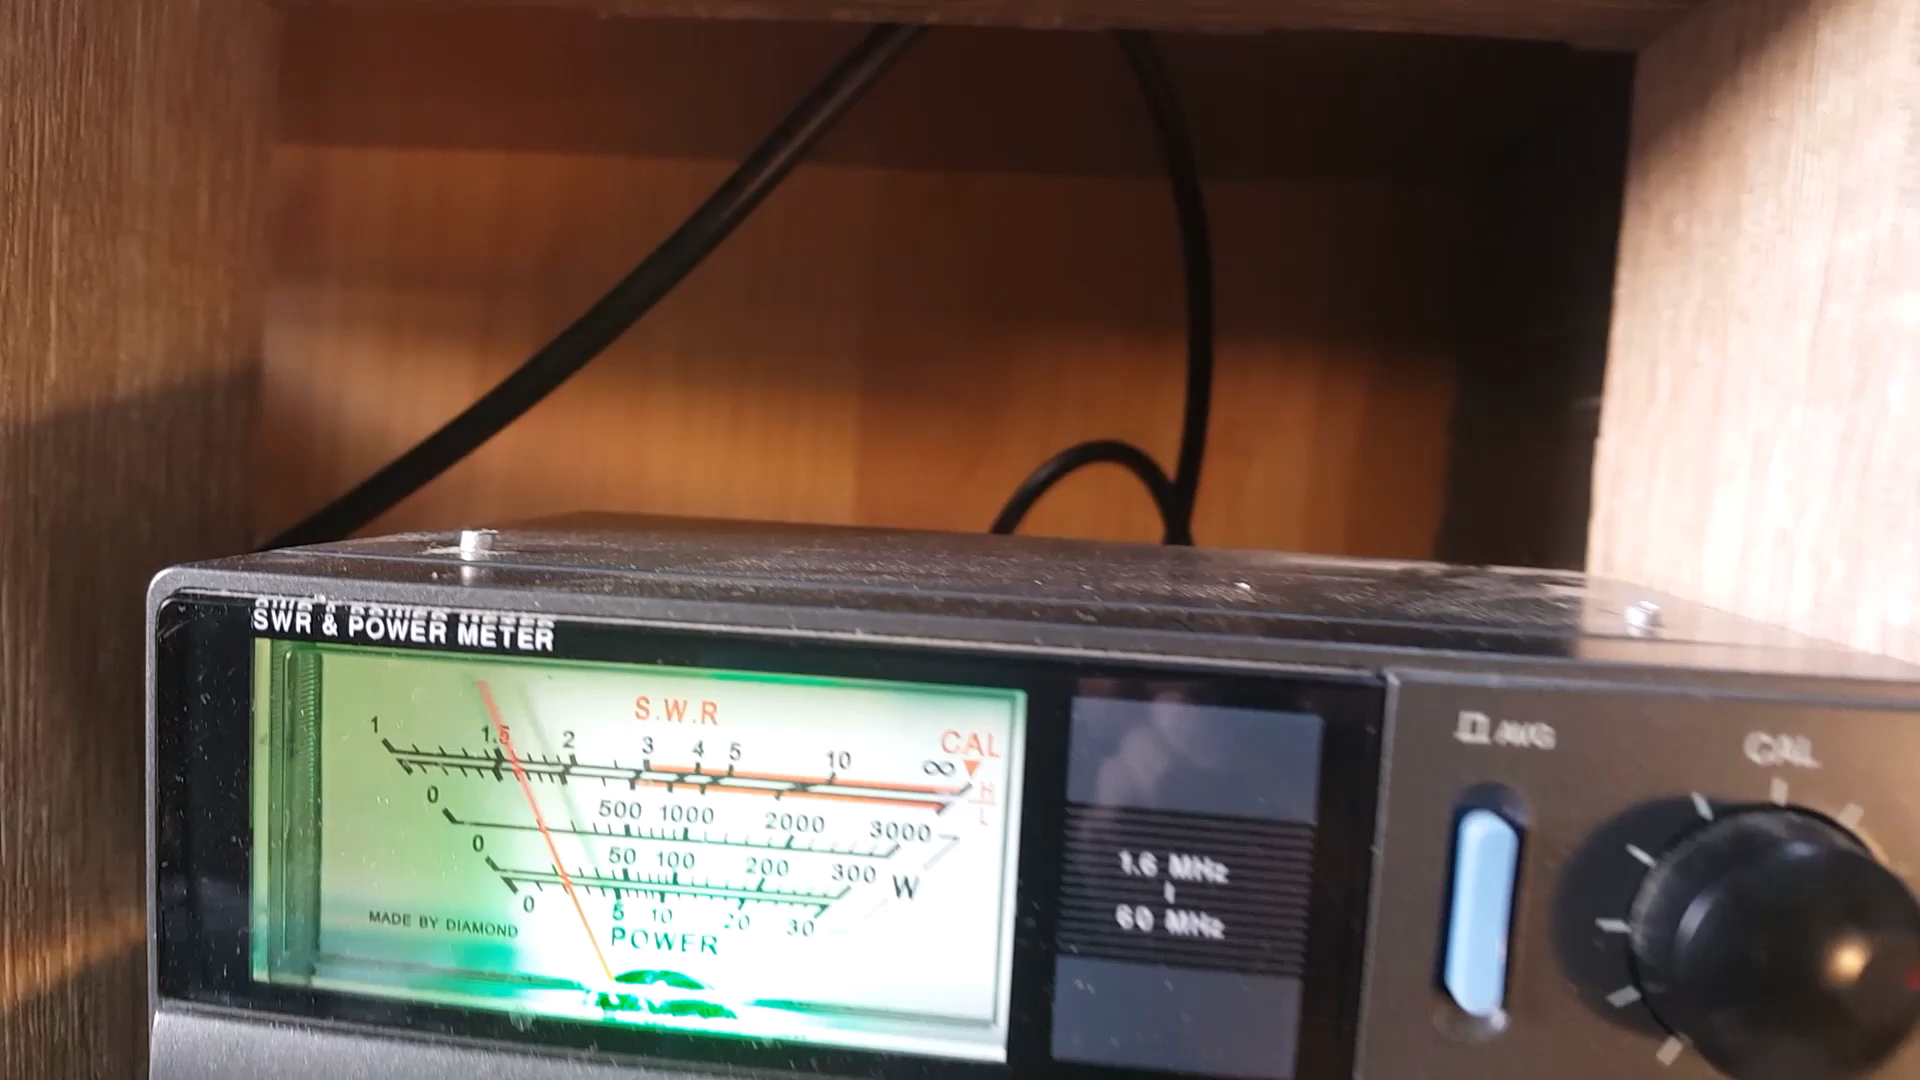 SWR & POWER METER
S.W.R
CAL
1 1.5 2 3 4 5 10 ∞
H
L
0 500 1000 2000 3000
0 50 100 200 300 W
0 5 10 20 30
POWER
MADE BY DIAMOND
1.6 MHz
60 MHz
AVG
CAL